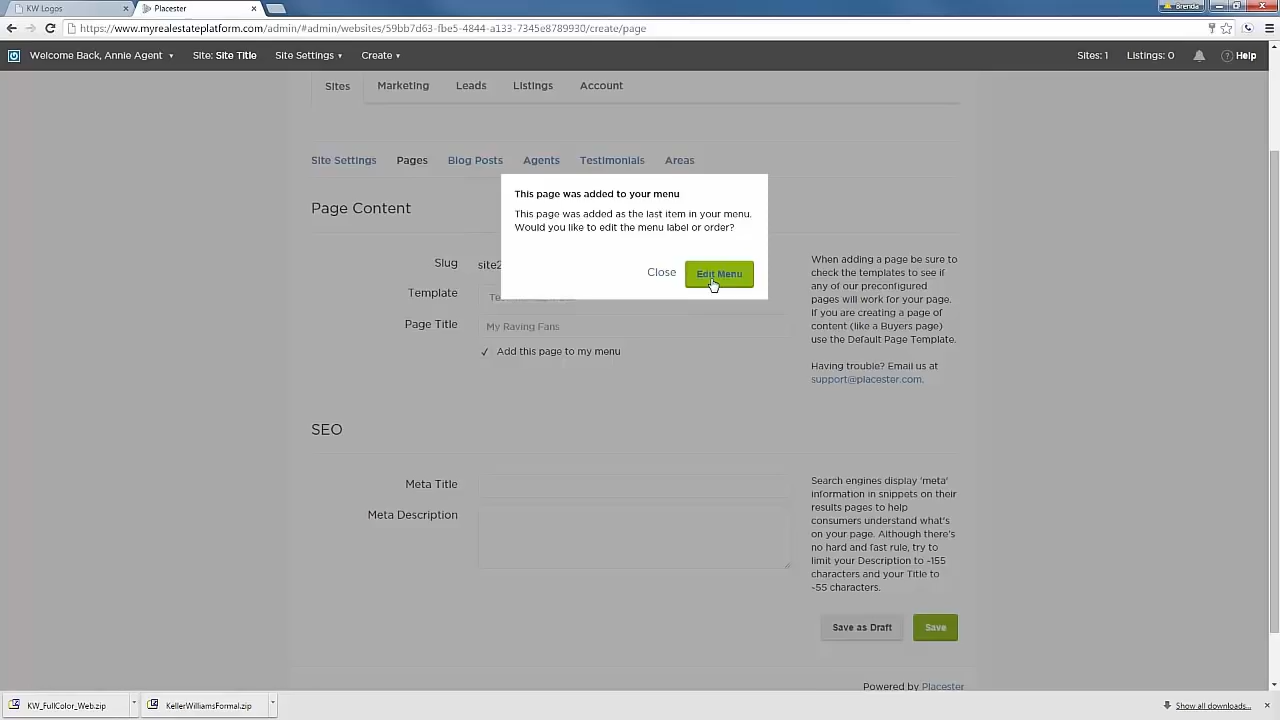 KW Logos
Placester
Brenda
https://www.myrealestateplatform.com/admin/#admin/websites/59bb7d63-fbe5-4844-a133-7345e8789930/create/page
Welcome Back, Annie Agent
Site: Site Title
Site Settings
Create
Sites: 1
Listings: 0
Help
Sites
Marketing
Leads
Listings
Account
Site Settings
Pages
Blog Posts
Agents
Testimonials
Areas
This page was added to your menu
This page was added as the last item in your menu.
Would you like to edit the menu label or order?
Close
Edit Menu
Page Content
Slug
Template
Page Title
My Raving Fans
Add this page to my menu
When adding a page be sure to
check the templates to see if
any of our preconfigured
pages will work for your page.
If you are creating a page of
content (like a Buyers page)
use the Default Page Template.
Having trouble? Email us at
support@placester.com.
SEO
Meta Title
Meta Description
Search engines display 'meta'
information in snippets on their
results pages to help
consumers understand what's
on your page. Although there's
no hard and fast rule, try to
limit your Description to ~155
characters and your Title to
~55 characters.
Save as Draft
Save
Powered by Placester
KW_FullColor_Web.zip
KellerWilliamsFormal.zip
Show all downloads...